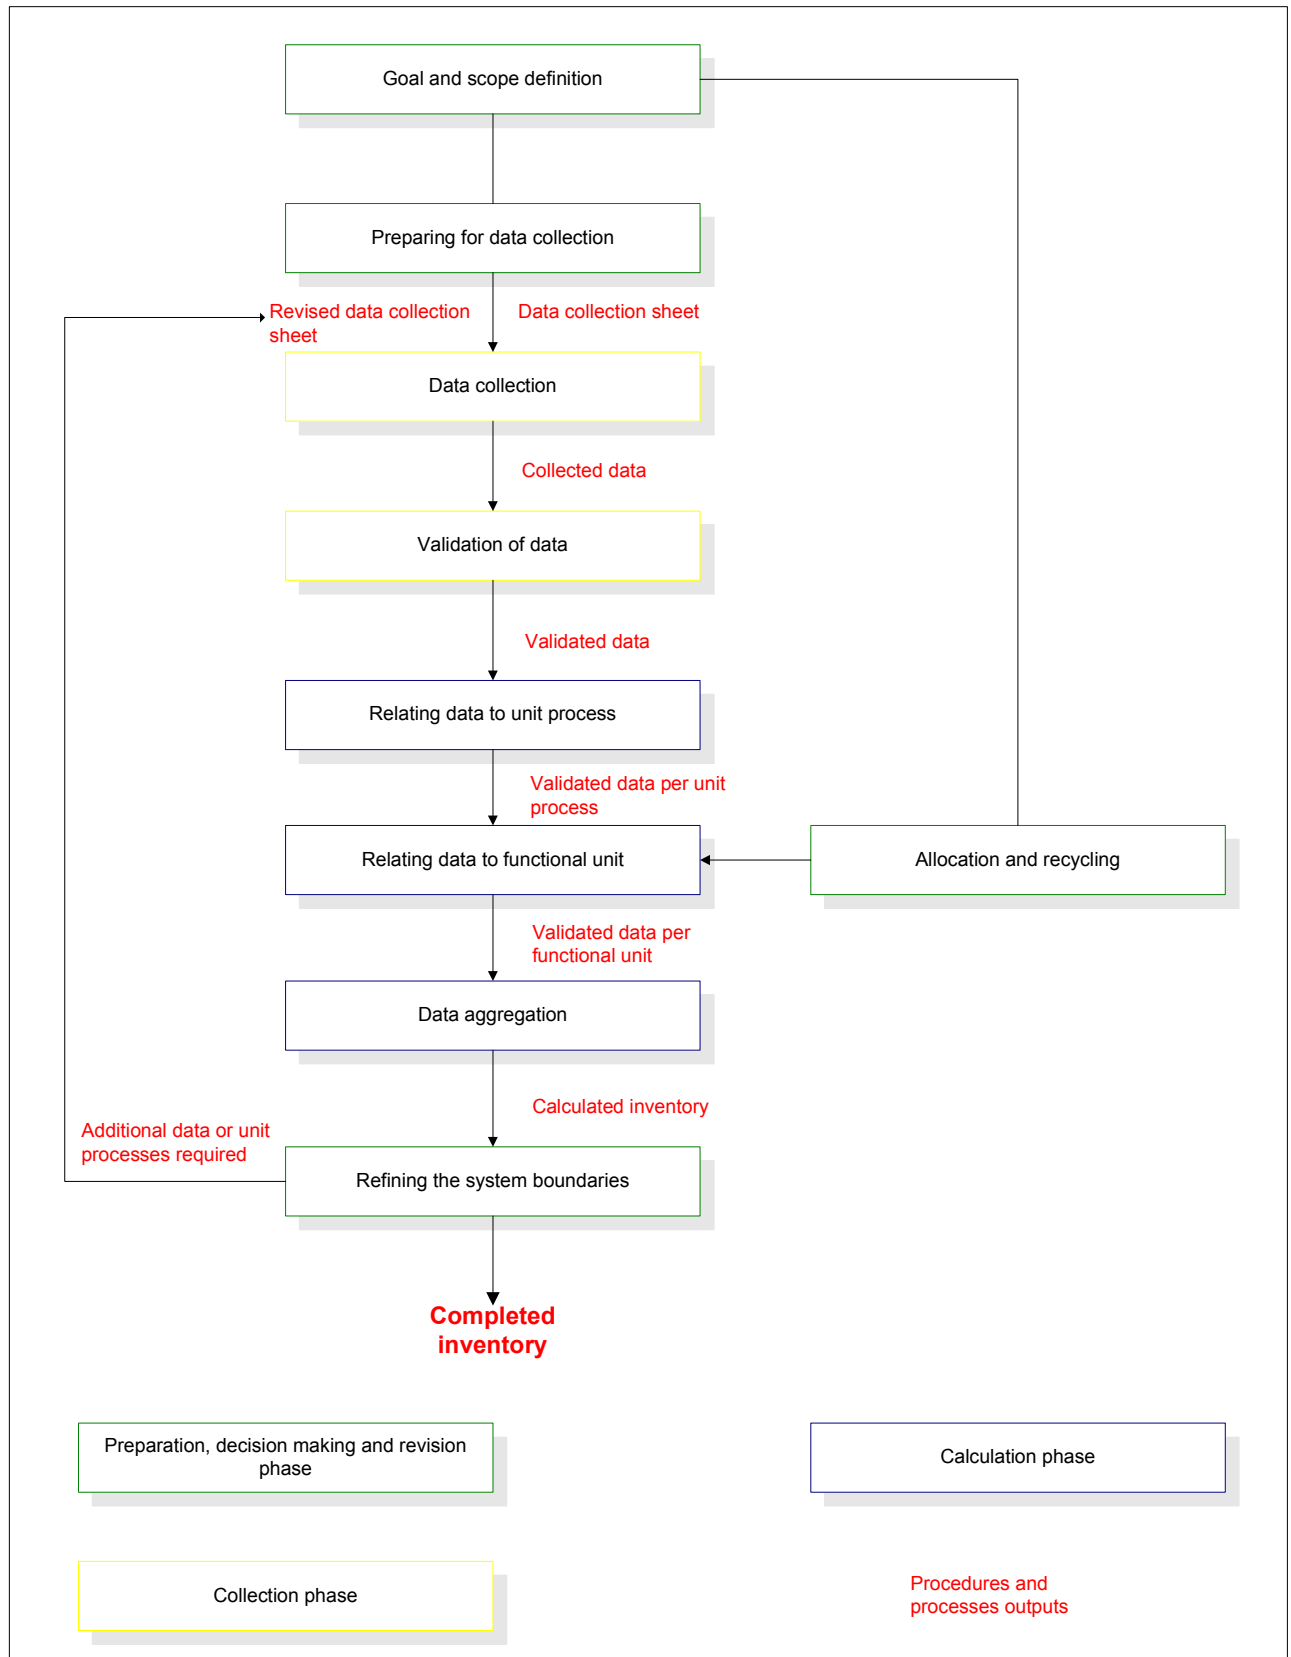 Goal and scope definition
Preparing for data collection
Revised data collection
sheet
Data collection sheet
Data collection
Collected data
Validation of data
Validated data
Relating data to unit process
Validated data per unit
process
Relating data to functional unit
Allocation and recycling
Validated data per
functional unit
Data aggregation
Calculated inventory
Additional data or unit
processes required
Refining the system boundaries
Completed
inventory
Preparation, decision making and revision
phase
Calculation phase
Collection phase
Procedures and
processes outputs